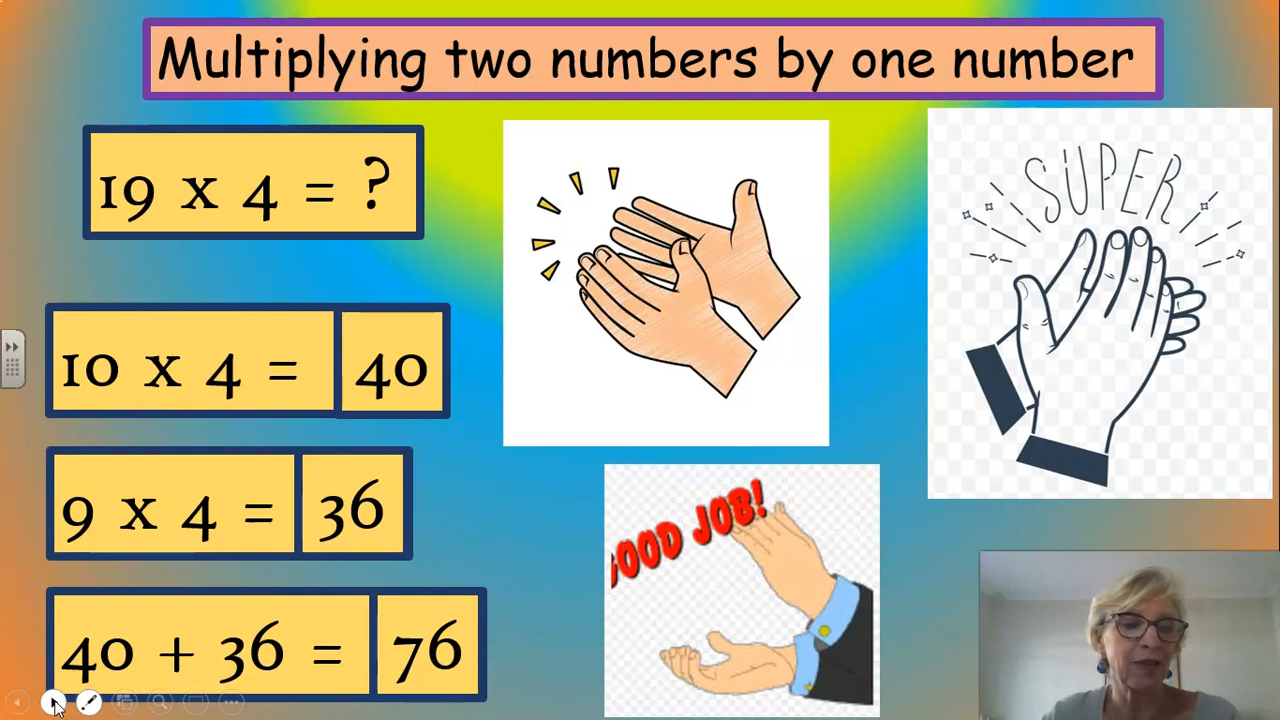 Multiplying two numbers by one number
19 x 4 = ?
10 x 4 = 40
9 x 4 = 36
40 + 36 = 76
SUPER
GOOD JOB!